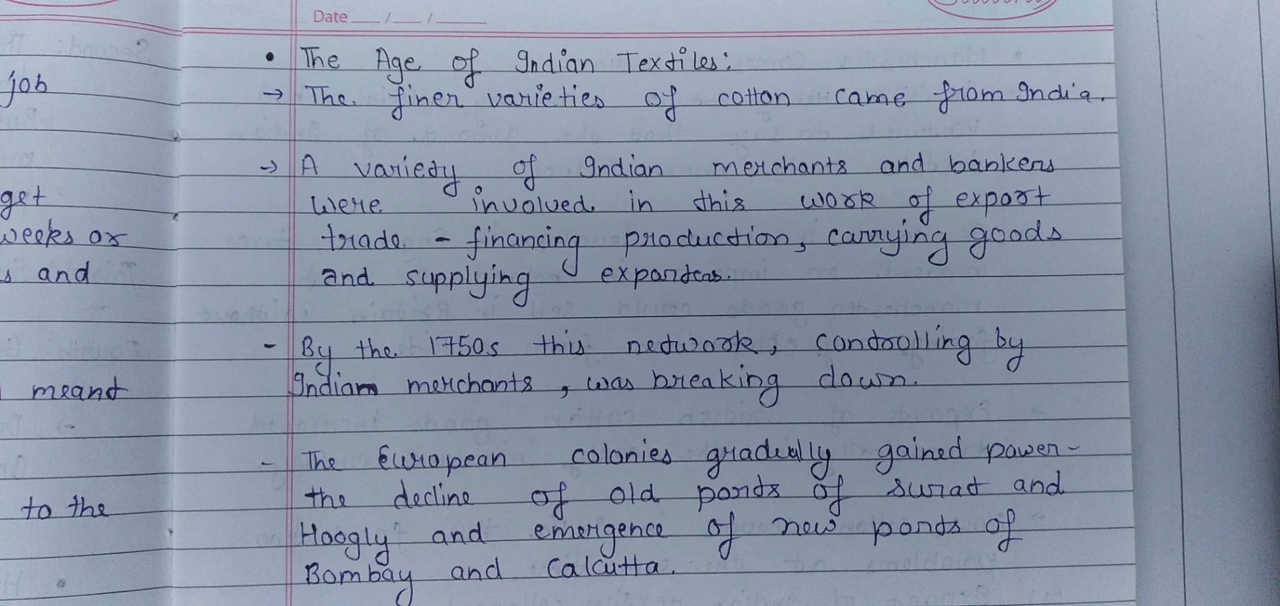 Date __/__/____
• The Age of Indian Textiles:
job
→ The finer varieties of cotton came from India.
→ A variety of Indian merchants and bankers
get
were involved in this work of export
weeks or
trade - financing production, carrying goods
s and
and supplying exporters.
- By the 1750s this network, controlling by
meant
Indian merchants, was breaking down.
- The European colonies gradually gained power-
to the
the decline of old ports of Surat and
Hoogly and emergence of new ports of
Bombay and Calcutta.